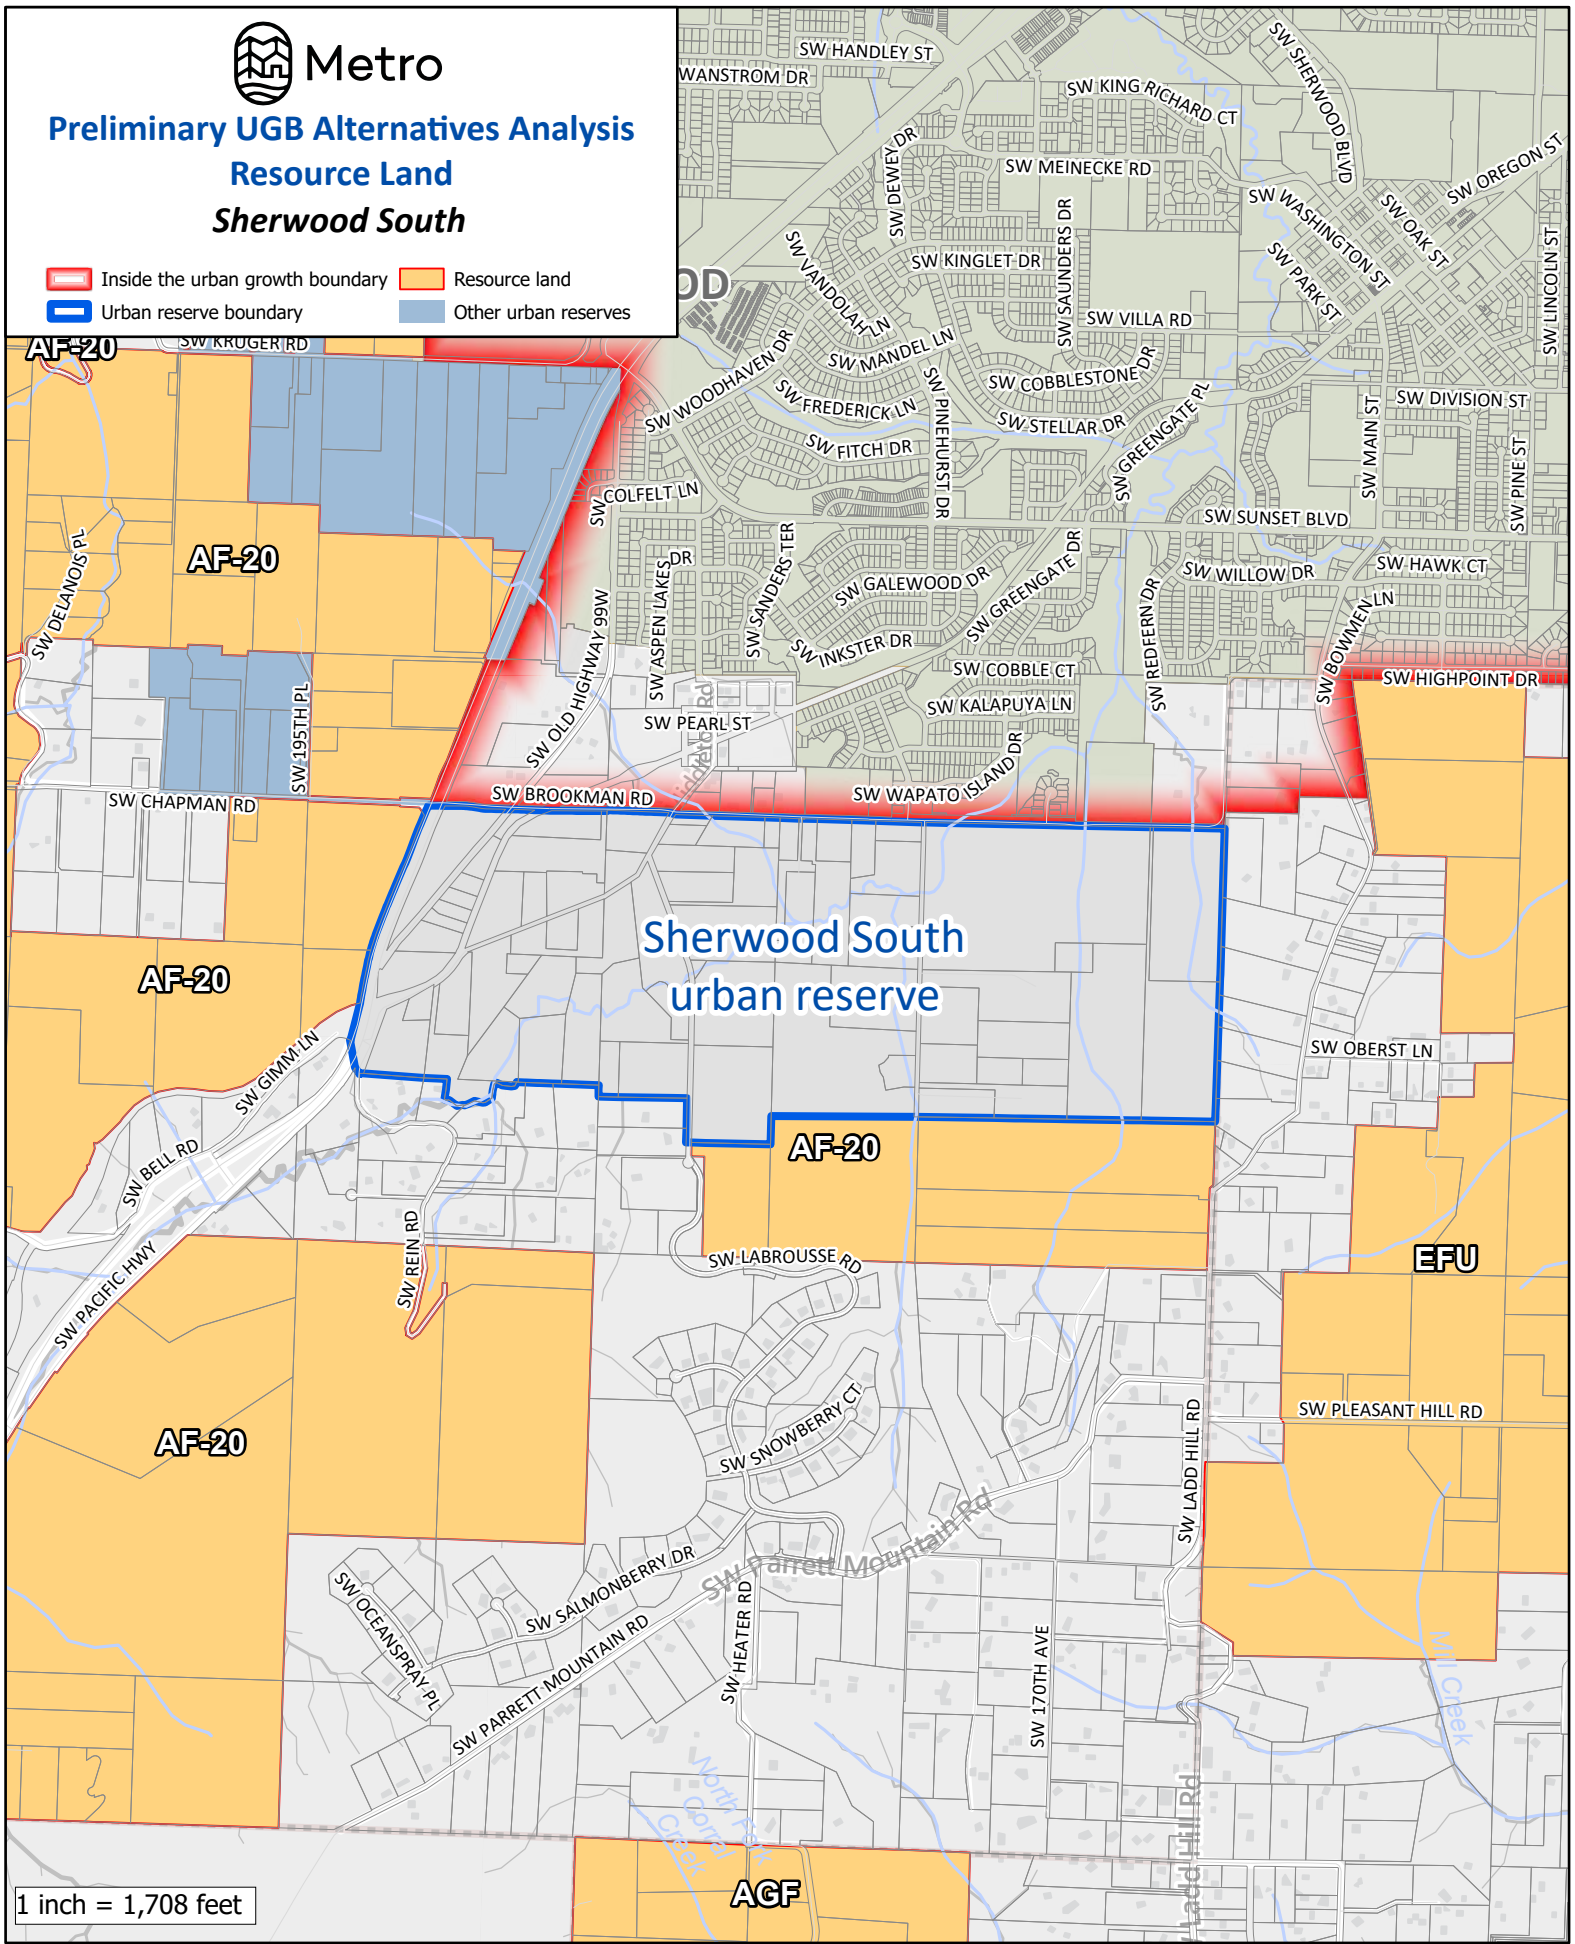 Metro
Preliminary UGB Alternatives Analysis
Resource Land
Sherwood South
Inside the urban growth boundary
Resource land
Urban reserve boundary
Other urban reserves
SW HANDLEY ST
WANSTROM DR
SW SHERWOOD BLVD
SW KING RICHARD CT
SW DEWEY DR
SW MEINECKE RD
SW OREGON ST
SW WASHINGTON ST
SW OAK ST
SW SAUNDERS DR
SW VANDOLAH LN
SW KINGLET DR
SW PARK ST
SW LINCOLN ST
OD
SW VILLA RD
AF-20
SW KRUGER RD
SW WOODHAVEN DR
SW MANDEL LN
SW COBBLESTONE DR
SW FREDERICK LN
SW PINEHURST DR
SW STELLAR DR
SW GREENGATE PL
SW DIVISION ST
SW MAIN ST
SW PINE ST
SW FITCH DR
SW COLFELT LN
SW SUNSET BLVD
AF-20
SW DELANOIS PL
SW ASPEN LAKES DR
SW SANDERS TER
SW GALEWOOD DR
SW GREENGATE DR
SW REDFERN DR
SW WILLOW DR
SW HAWK CT
SW BOWMEN LN
SW OLD HIGHWAY 99W
SW INKSTER DR
SW COBBLE CT
SW HIGHPOINT DR
SW 195TH PL
SW PEARL ST
SW KALAPUYA LN
iddleton Rd
SW CHAPMAN RD
SW BROOKMAN RD
SW WAPATO ISLAND DR
Sherwood South
urban reserve
AF-20
SW GIMM LN
SW OBERST LN
SW BELL RD
AF-20
SW REIN RD
SW PACIFIC HWY
SW LABROUSSE RD
EFU
AF-20
SW SNOWBERRY CT
SW LADD HILL RD
SW PLEASANT HILL RD
SW Parrett Mountain Rd
SW OCEANSPRAY PL
SW SALMONBERRY DR
SW PARRETT MOUNTAIN RD
SW HEATER RD
SW 170TH AVE
Mill Creek
North Fork
Corral
Creek
Ladd Hill Rd
AGF
1 inch = 1,708 feet